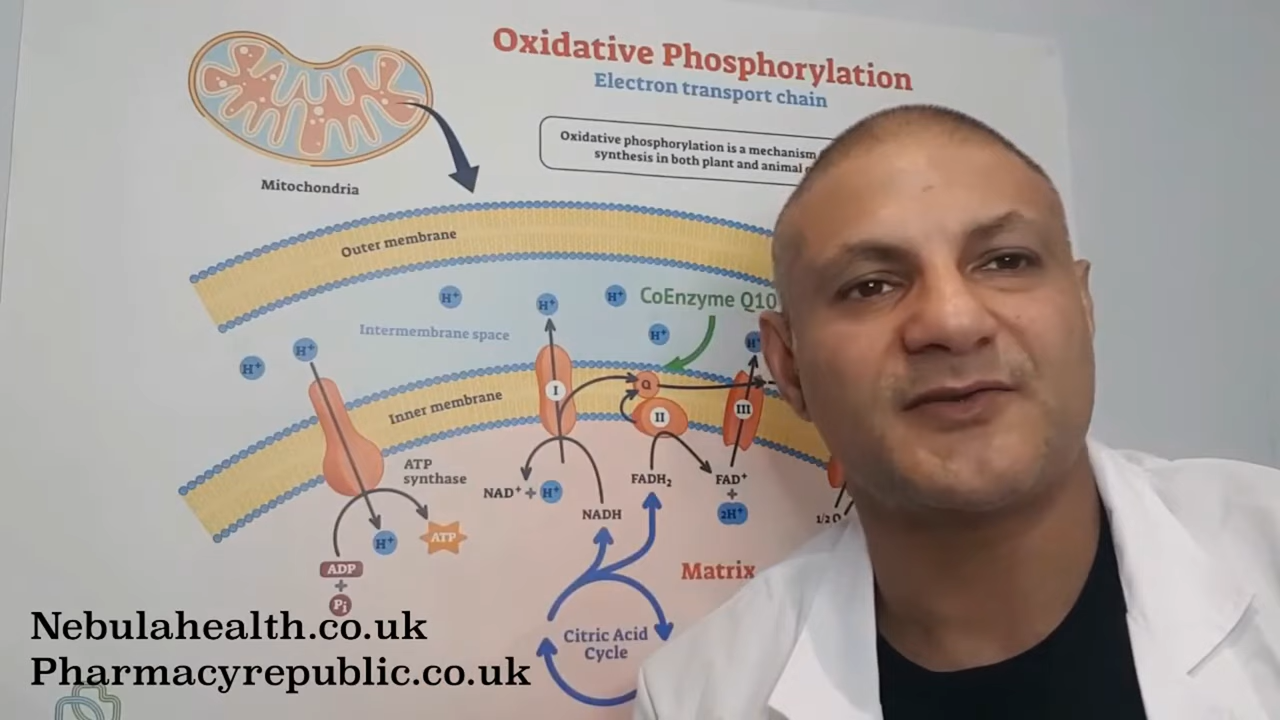 Oxidative Phosphorylation
Electron transport chain
Oxidative phosphorylation is a mechanism
synthesis in both plant and animal
Mitochondria
Outer membrane
H+
H+
H+
CoEnzyme Q10
Intermembrane space
H+
H+
H+
H+
I
Q
Inner membrane
II
III
ATP
synthase
NAD+ + H+
FADH₂
FAD+
+
2H+
NADH
1/2 O
H+
ATP
ADP
+
Pi
Matrix
Citric Acid
Cycle
Nebulahealth.co.uk
Pharmacyrepublic.co.uk